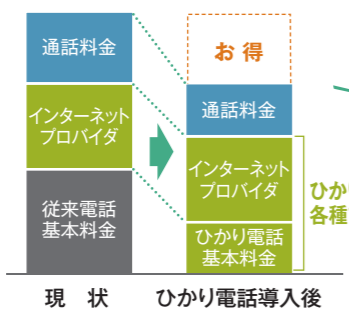 通話料金
インターネット
プロバイダ
従来電話
基本料金
現　状
お 得
通話料金
インターネット
プロバイダ
ひかり電話
基本料金
ひかり電話導入後
ひか
各種